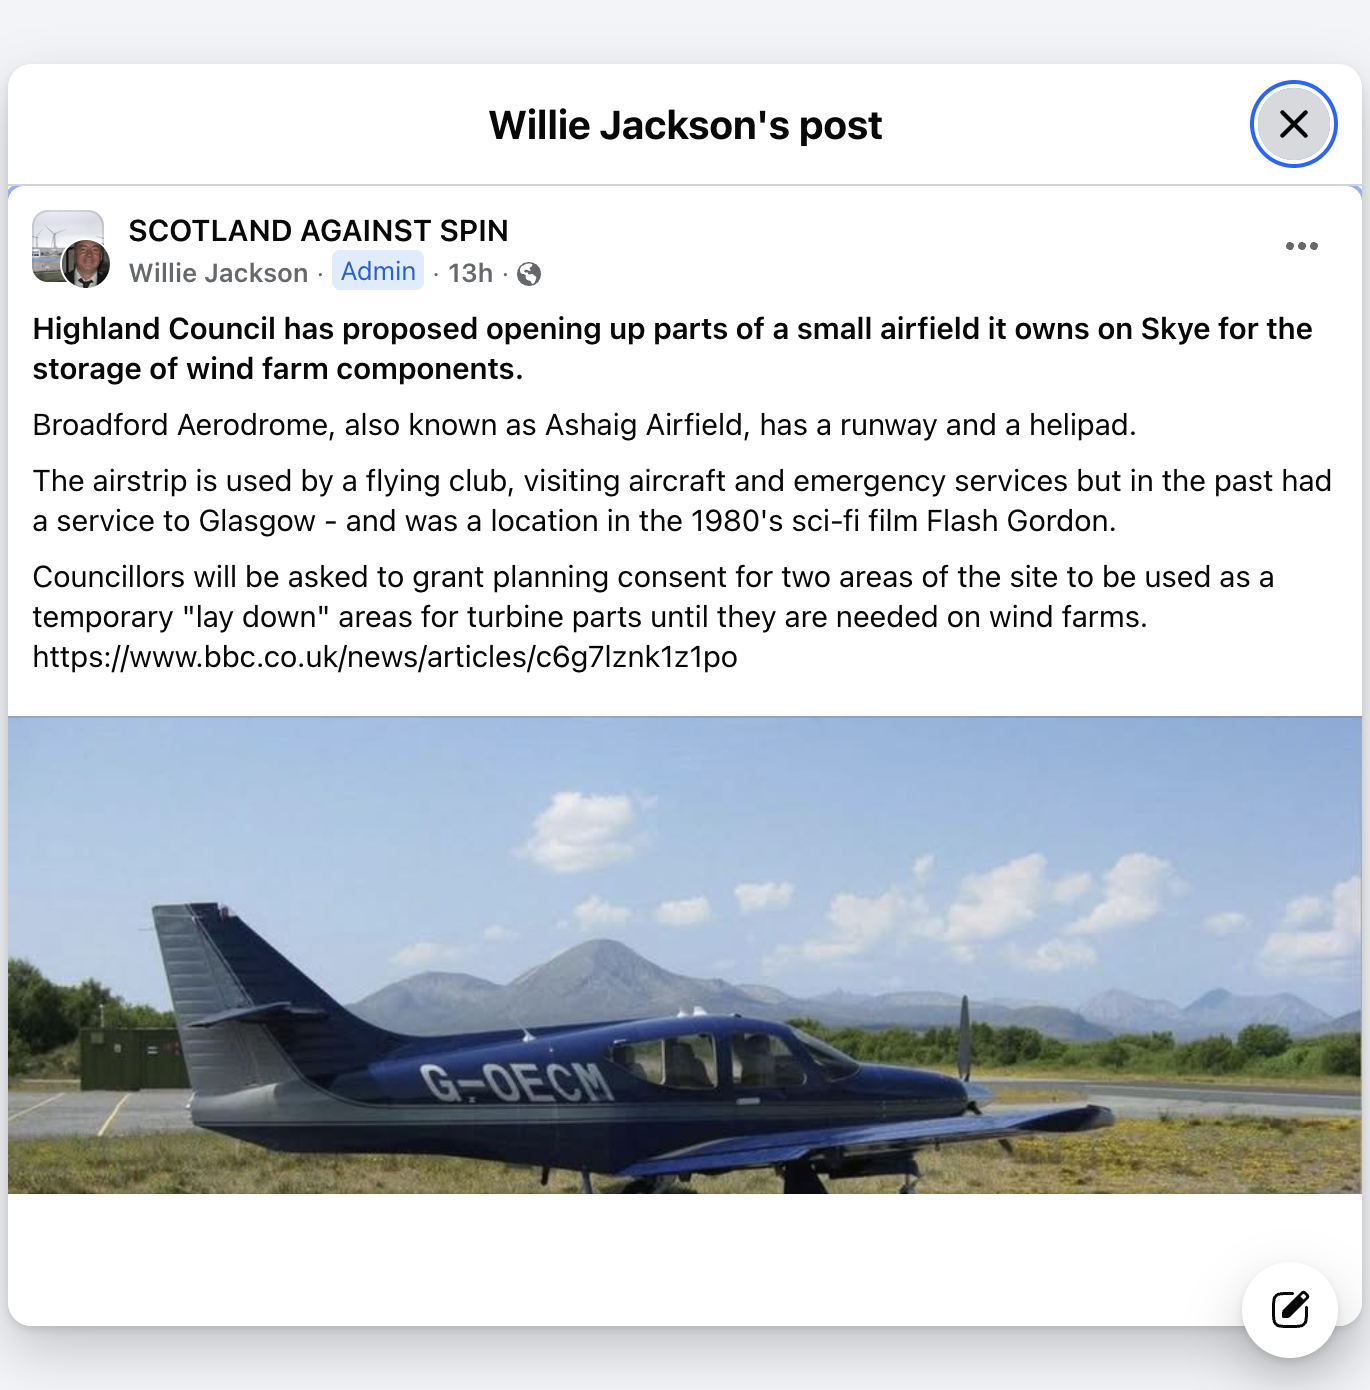 Willie Jackson's post
SCOTLAND AGAINST SPIN
Willie Jackson · Admin · 13h ·
Highland Council has proposed opening up parts of a small airfield it owns on Skye for the
storage of wind farm components.
Broadford Aerodrome, also known as Ashaig Airfield, has a runway and a helipad.
The airstrip is used by a flying club, visiting aircraft and emergency services but in the past had
a service to Glasgow - and was a location in the 1980's sci-fi film Flash Gordon.
Councillors will be asked to grant planning consent for two areas of the site to be used as a
temporary "lay down" areas for turbine parts until they are needed on wind farms.
https://www.bbc.co.uk/news/articles/c6g7lznk1z1po
G-OECM